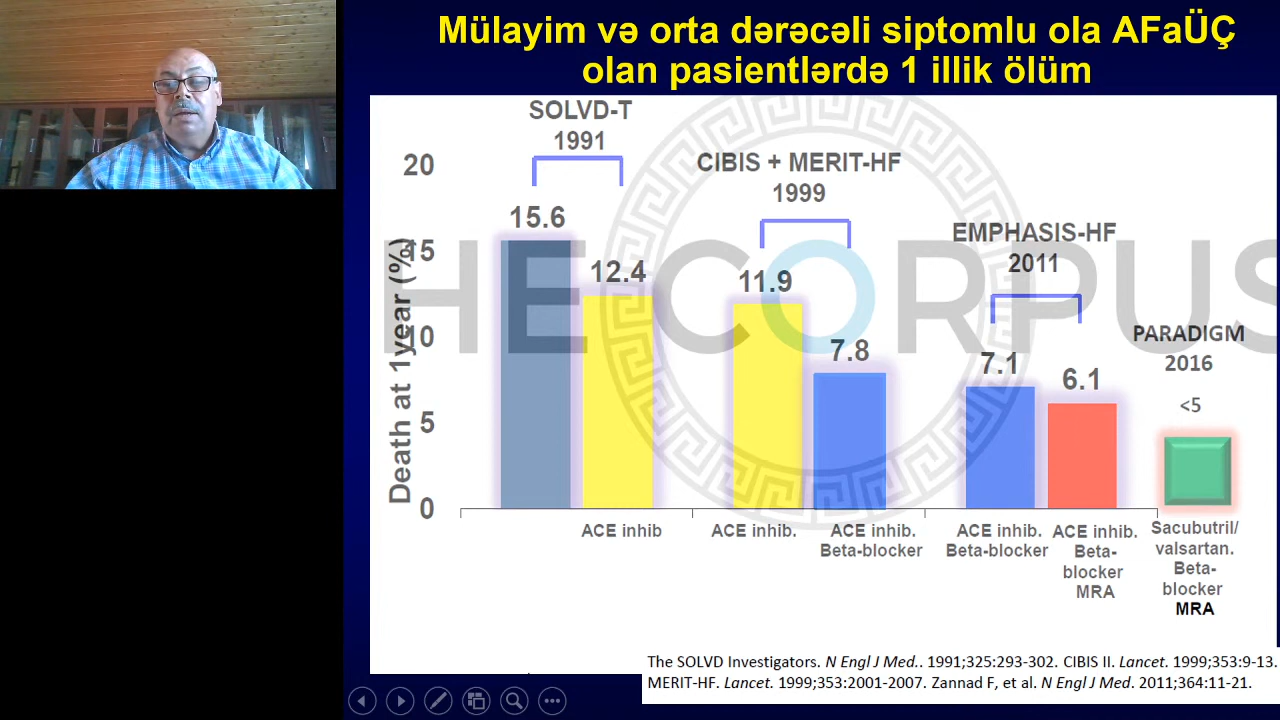 Mülayim və orta dərəcəli siptomlu ola AFaÜÇ
olan pasientlərdə 1 illik ölüm
SOLVD-T
1991
CIBIS + MERIT-HF
1999
EMPHASIS-HF
2011
PARADIGM
2016
20
15
10
5
0
Death at 1year (%)
15.6
12.4
11.9
7.8
7.1
6.1
<5
THE CORPUS
ACE inhib
ACE inhib.
ACE inhib.
Beta-blocker
ACE inhib.
Beta-blocker
ACE inhib.
Beta-
blocker
MRA
Sacubutril/
valsartan.
Beta-
blocker
MRA
The SOLVD Investigators. N Engl J Med.. 1991;325:293-302. CIBIS II. Lancet. 1999;353:9-13.
MERIT-HF. Lancet. 1999;353:2001-2007. Zannad F, et al. N Engl J Med. 2011;364:11-21.